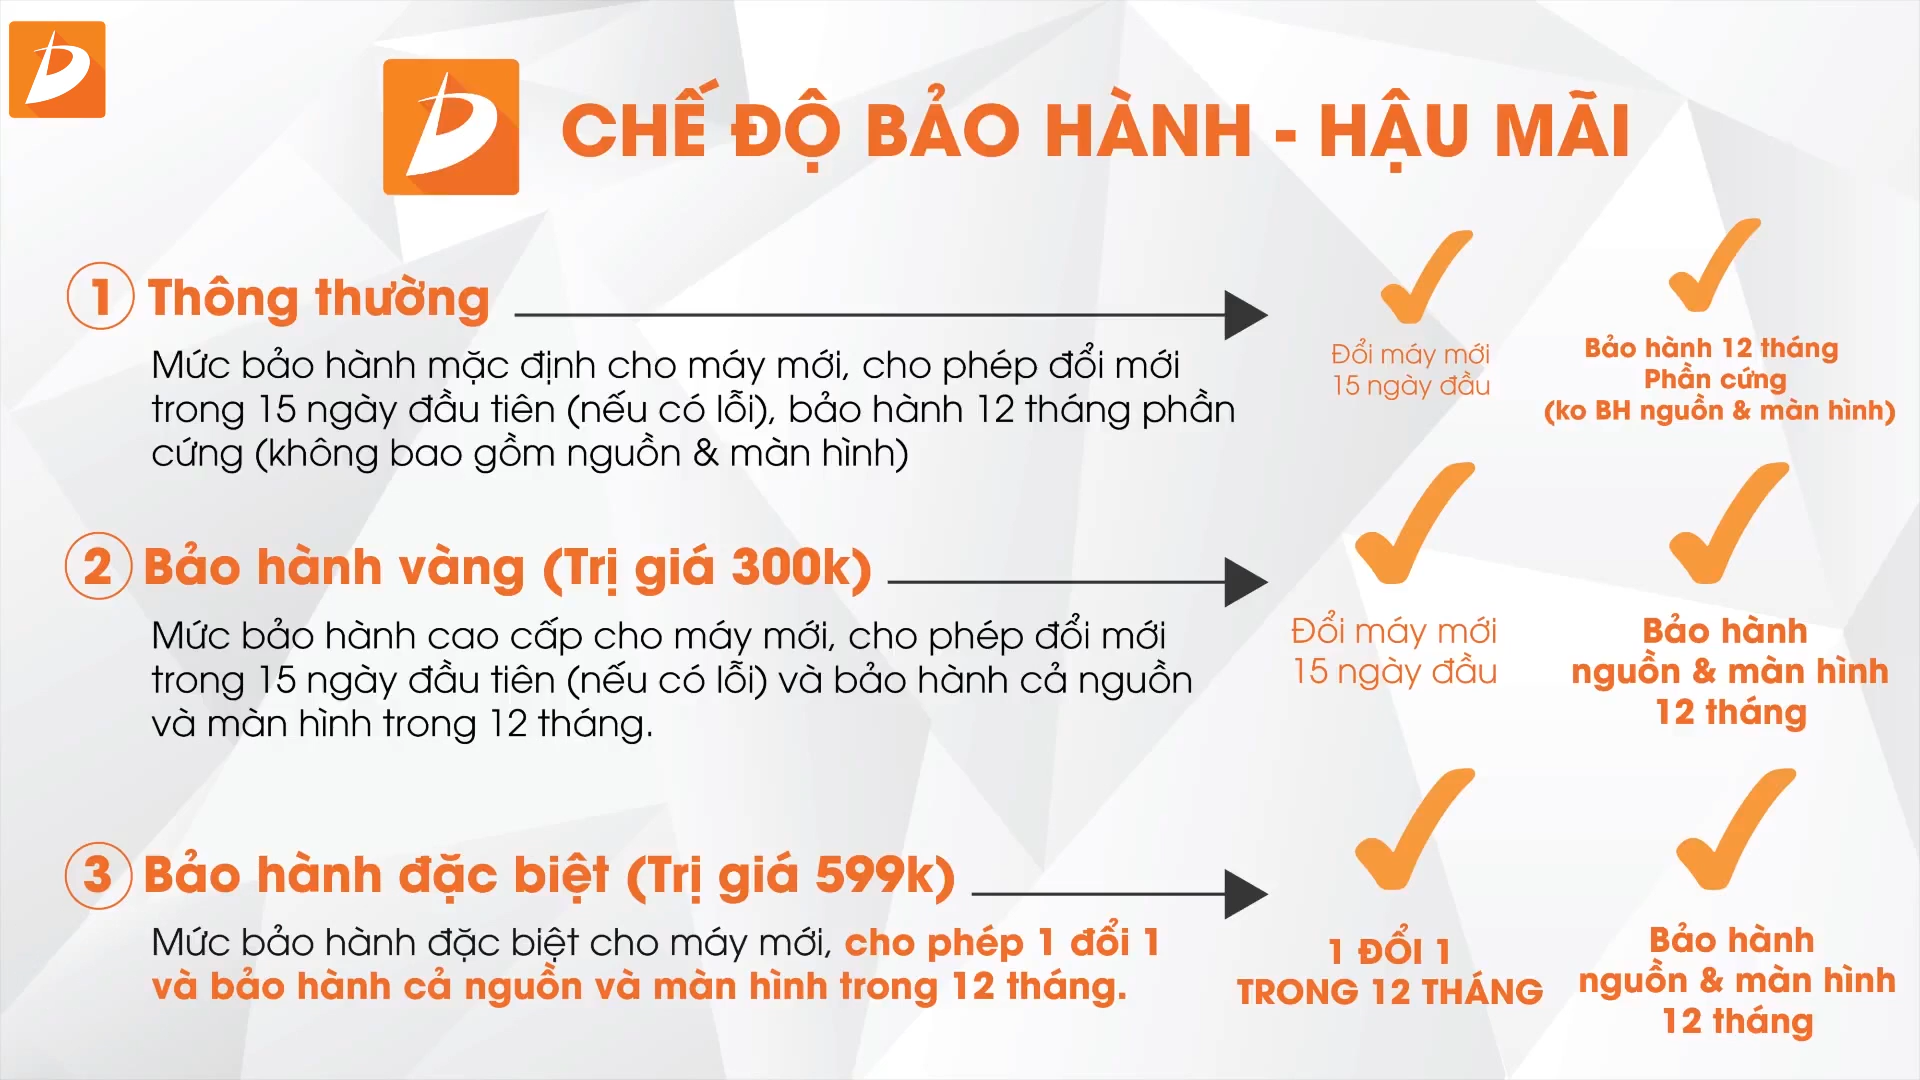 CHẾ ĐỘ BẢO HÀNH - HẬU MÃI
1 Thông thường
Mức bảo hành mặc định cho máy mới, cho phép đổi mới
trong 15 ngày đầu tiên (nếu có lỗi), bảo hành 12 tháng phần
cứng (không bao gồm nguồn & màn hình)
Đổi máy mới
15 ngày đầu
Bảo hành 12 tháng
Phần cứng
(ko BH nguồn & màn hình)
2 Bảo hành vàng (Trị giá 300k)
Mức bảo hành cao cấp cho máy mới, cho phép đổi mới
trong 15 ngày đầu tiên (nếu có lỗi) và bảo hành cả nguồn
và màn hình trong 12 tháng.
Đổi máy mới
15 ngày đầu
Bảo hành
nguồn & màn hình
12 tháng
3 Bảo hành đặc biệt (Trị giá 599k)
Mức bảo hành đặc biệt cho máy mới, cho phép 1 đổi 1
và bảo hành cả nguồn và màn hình trong 12 tháng.
1 ĐỔI 1
TRONG 12 THÁNG
Bảo hành
nguồn & màn hình
12 tháng